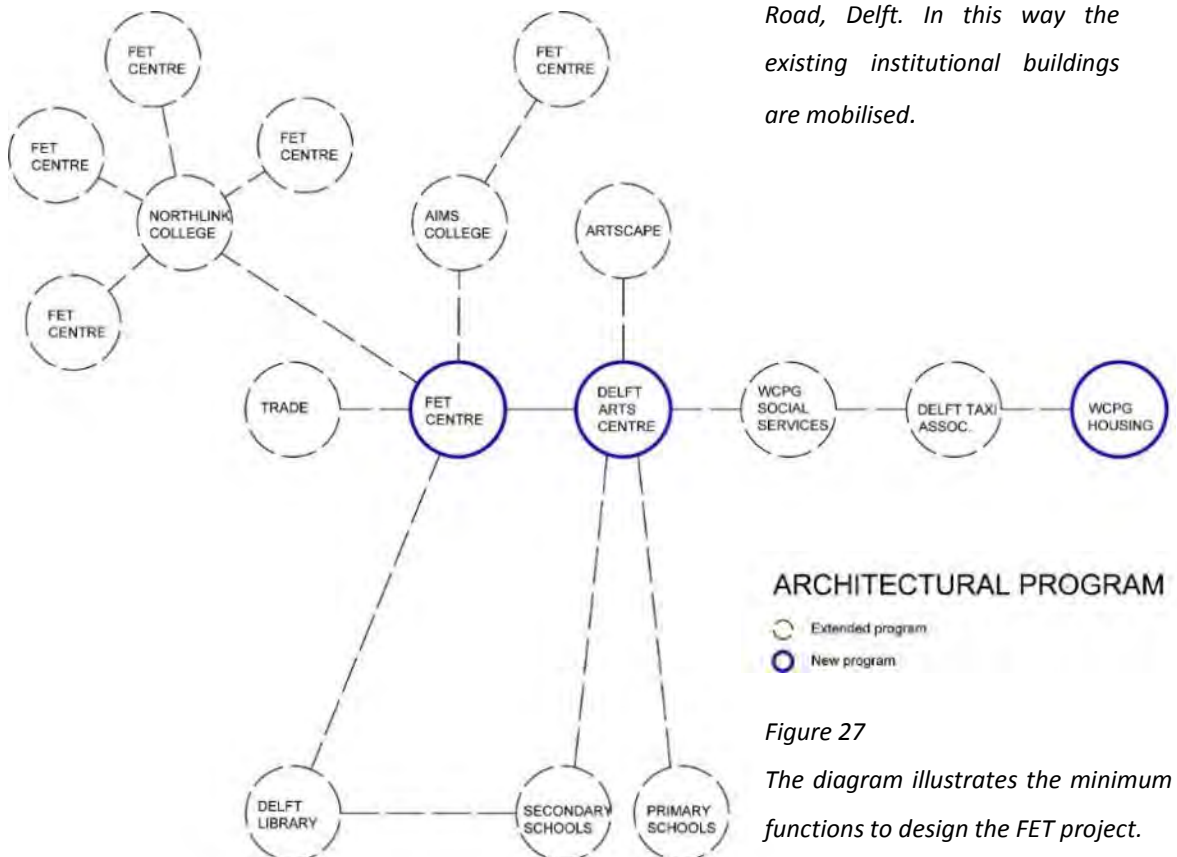 Road, Delft. In this way the
existing institutional buildings
are mobilised.
FET
CENTRE
FET
CENTRE
FET
CENTRE
FET
CENTRE
NORTHLINK
COLLEGE
FET
CENTRE
AIMS
COLLEGE
ARTSCAPE
TRADE
FET
CENTRE
DELFT
ARTS
CENTRE
WCPG
SOCIAL
SERVICES
DELFT TAXI
ASSOC.
WCPG
HOUSING
DELFT
LIBRARY
SECONDARY
SCHOOLS
PRIMARY
SCHOOLS
ARCHITECTURAL PROGRAM
Extended program
New program
Figure 27
The diagram illustrates the minimum
functions to design the FET project.